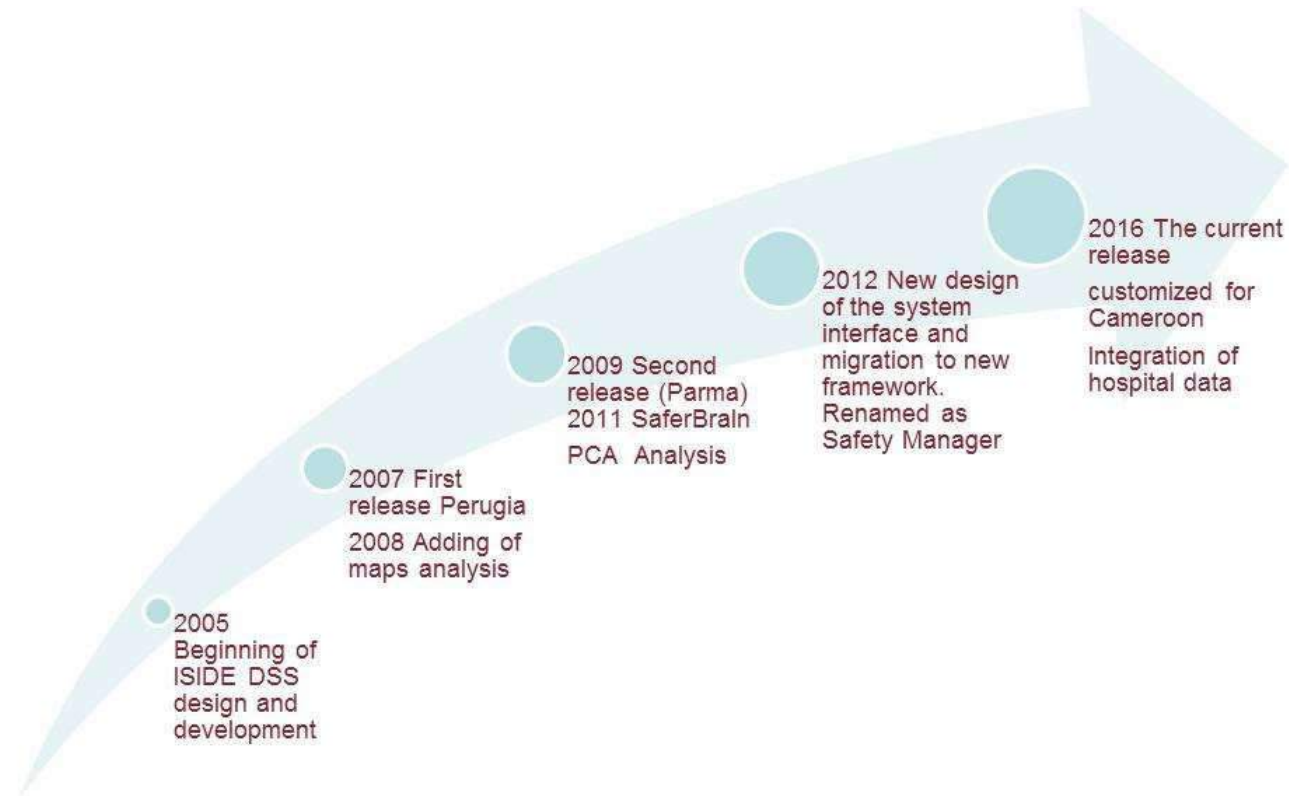 2005
Beginning of
ISIDE DSS
design and
development
2007 First
release Perugia
2008 Adding of
maps analysis
2009 Second
release (Parma)
2011 SaferBraIn
PCA Analysis
2012 New design
of the system
interface and
migration to new
framework.
Renamed as
Safety Manager
2016 The current
release
customized for
Cameroon
Integration of
hospital data